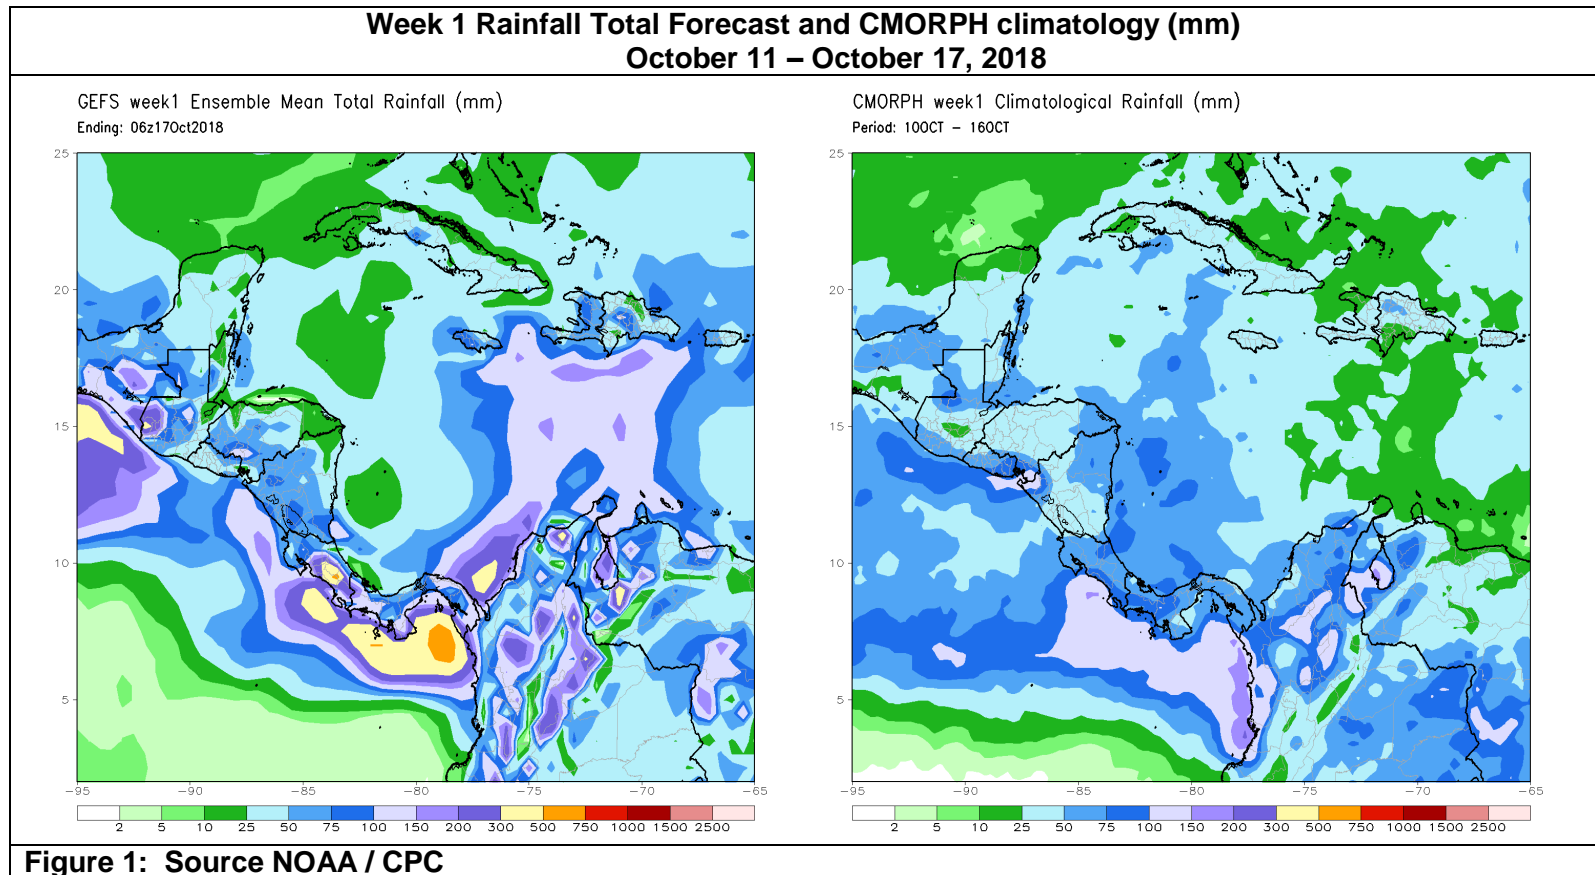 Week 1 Rainfall Total Forecast and CMORPH climatology (mm)
October 11 – October 17, 2018
GEFS week1 Ensemble Mean Total Rainfall (mm)
Ending: 06z17Oct2018
25
20
15
10
5
-95 -90 -85 -80 -75 -70 -65
2 5 10 25 50 75 100 150 200 300 500 750 1000 1500 2500
CMORPH week1 Climatological Rainfall (mm)
Period: 10OCT - 16OCT
25
20
15
10
5
-95 -90 -85 -80 -75 -70 -65
2 5 10 25 50 75 100 150 200 300 500 750 1000 1500 2500
Figure 1: Source NOAA / CPC